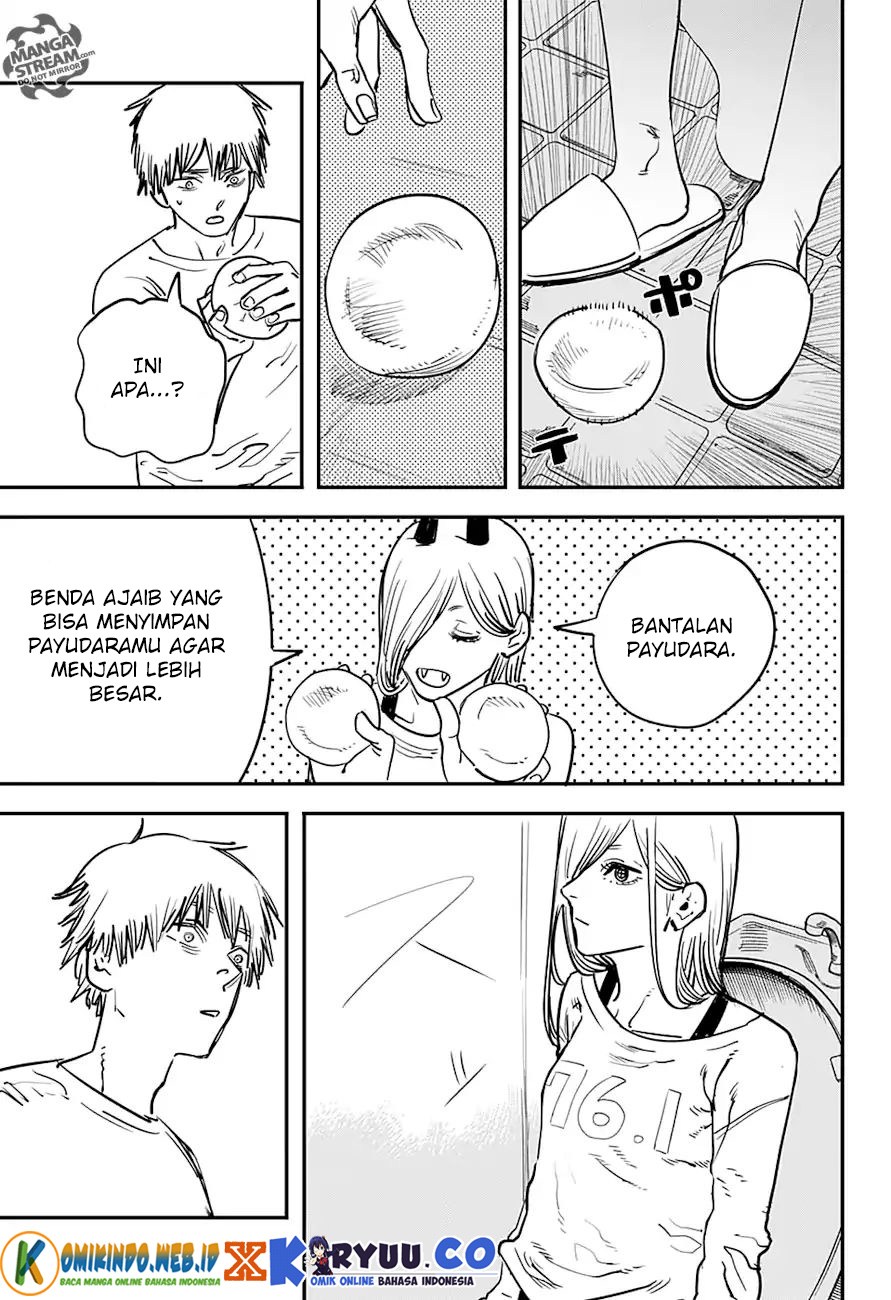 MANGA
STREAM.com
DO NOT MIRROR
ポ
テ
INI
APA...?
BANTALAN
PAYUDARA.
BENDA AJAIB YANG
BISA MENYIMPAN
PAYUDARAMU AGAR
MENJADI LEBIH
BESAR.
76.1
KOMIKINDO.WEB.ID
BACA MANGA ONLINE BAHASA INDONESIA
X
KIRYUU.CO
OMIK ONLINE BAHASA INDONESIA